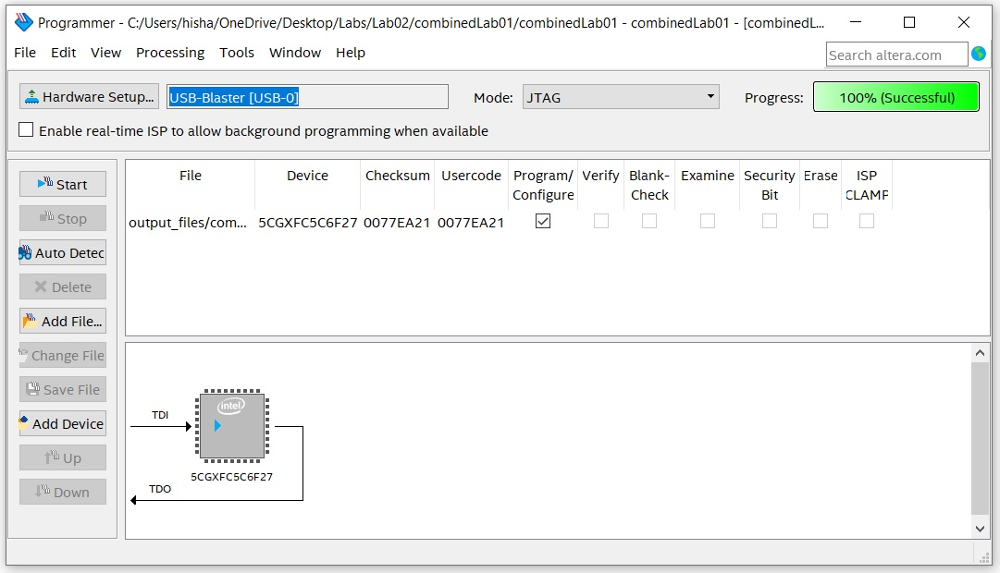 Programmer - C:/Users/hisha/OneDrive/Desktop/Labs/Lab02/combinedLab01/combinedLab01 - combinedLab01 - [combinedL...
File Edit View Processing Tools Window Help
Search altera.com
Hardware Setup... USB-Blaster [USB-0] Mode: JTAG Progress: 100% (Successful)
Enable real-time ISP to allow background programming when available
Start
Stop
Auto Detec
Delete
Add File...
Change File
Save File
Add Device
Up
Down
File Device Checksum Usercode Program/ Verify Blank- Examine Security Erase ISP
Configure Check Bit CLAMP
output_files/com... 5CGXFC5C6F27 0077EA21 0077EA21
intel
TDI
5CGXFC5C6F27
TDO